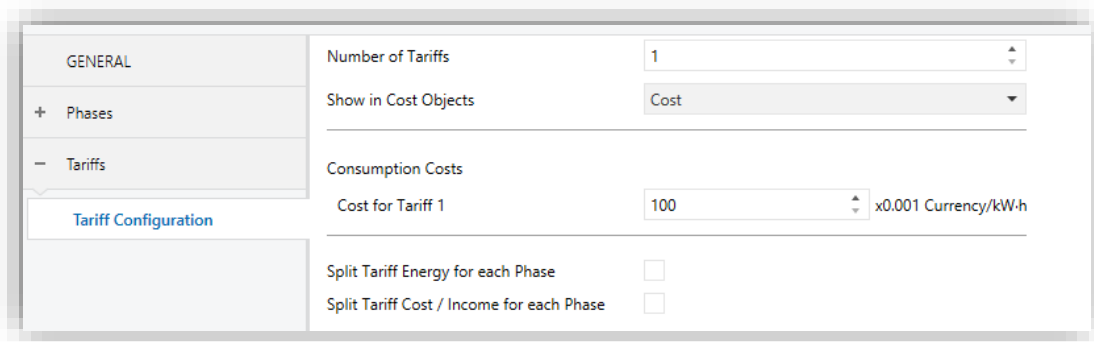 GENERAL
+ Phases
− Tariffs
Tariff Configuration
Number of Tariffs 1
Show in Cost Objects Cost
Consumption Costs
Cost for Tariff 1 100 x0.001 Currency/kW·h
Split Tariff Energy for each Phase
Split Tariff Cost / Income for each Phase